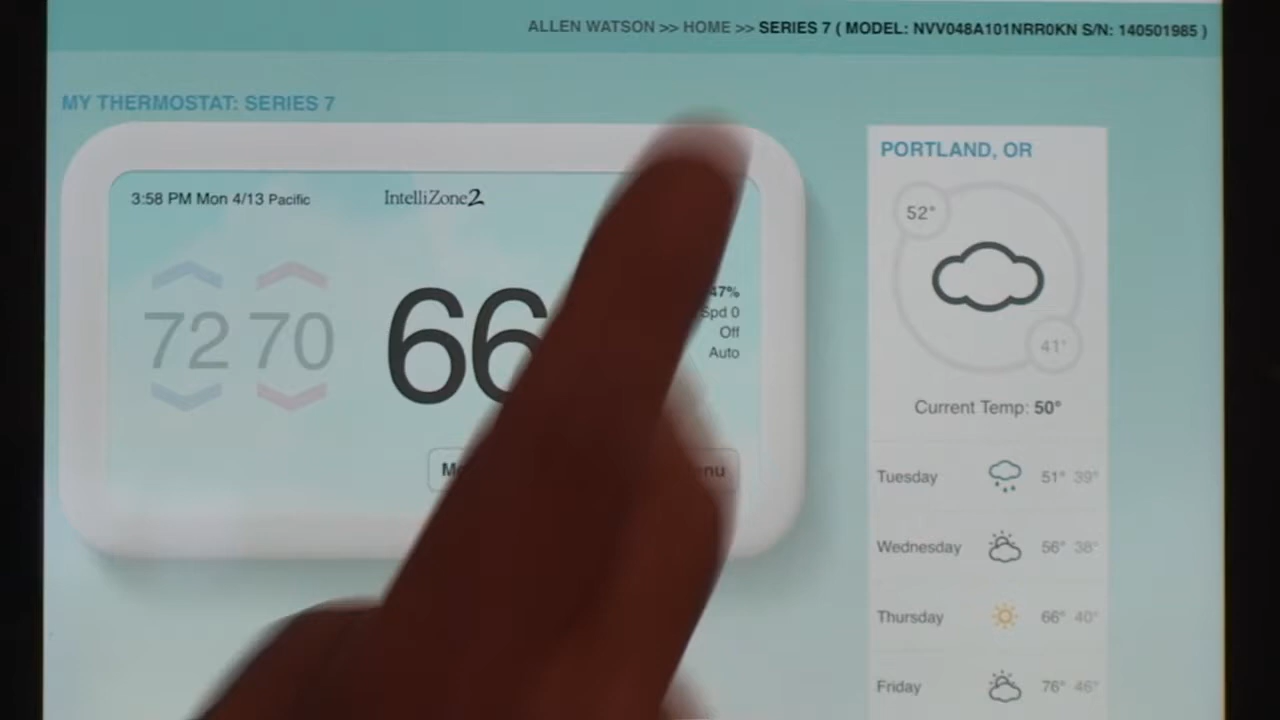 ALLEN WATSON >> HOME >> SERIES 7 ( MODEL: NVV048A101NRR0KN S/N: 140501985 )
MY THERMOSTAT: SERIES 7
3:58 PM Mon 4/13 Pacific
IntelliZone2
72 70
66
47%
Spd 0
Off
Auto
PORTLAND, OR
52°
41°
Current Temp: 50°
Tuesday 51° 39°
Wednesday 56° 38°
Thursday 66° 40°
Friday 76° 46°